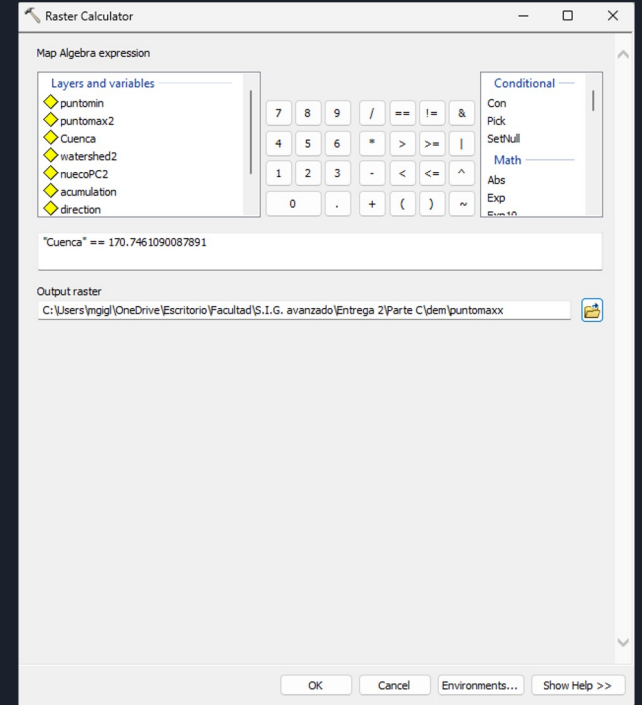 Raster Calculator
Map Algebra expression
Layers and variables
puntomin
puntomax2
Cuenca
watershed2
nuecoPC2
acumulation
direction
7 8 9 / == != &
4 5 6 * > >= |
1 2 3 - < <= ^
0 . + ( ) ~
Conditional
Con
Pick
SetNull
Math
Abs
Exp
Exp10
"Cuenca" == 170.7461090087891
Output raster
C:\Users\mgigl\OneDrive\Escritorio\Facultad\S.I.G. avanzado\Entrega 2\Parte C\dem\puntomaxx
OK Cancel Environments... Show Help >>